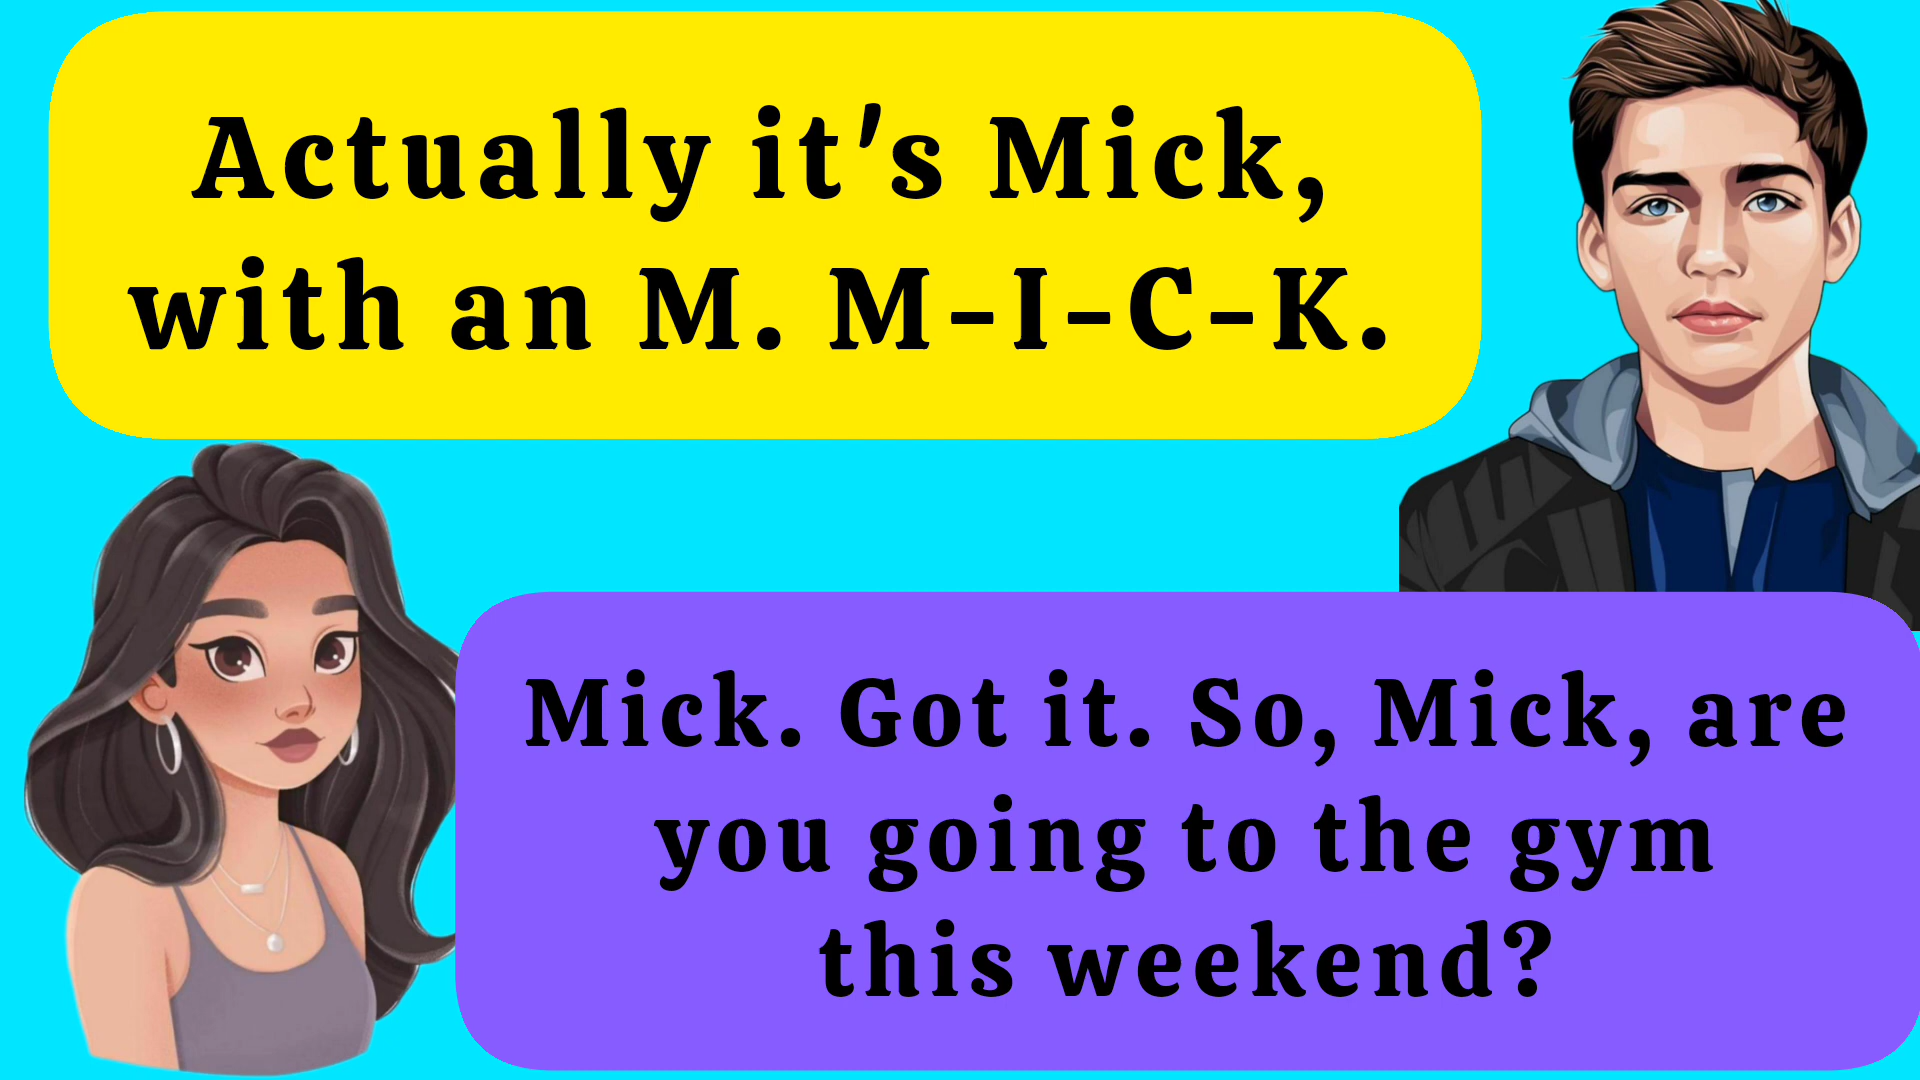 Actually it's Mick,
with an M. M-I-C-K.
Mick. Got it. So, Mick, are
you going to the gym
this weekend?